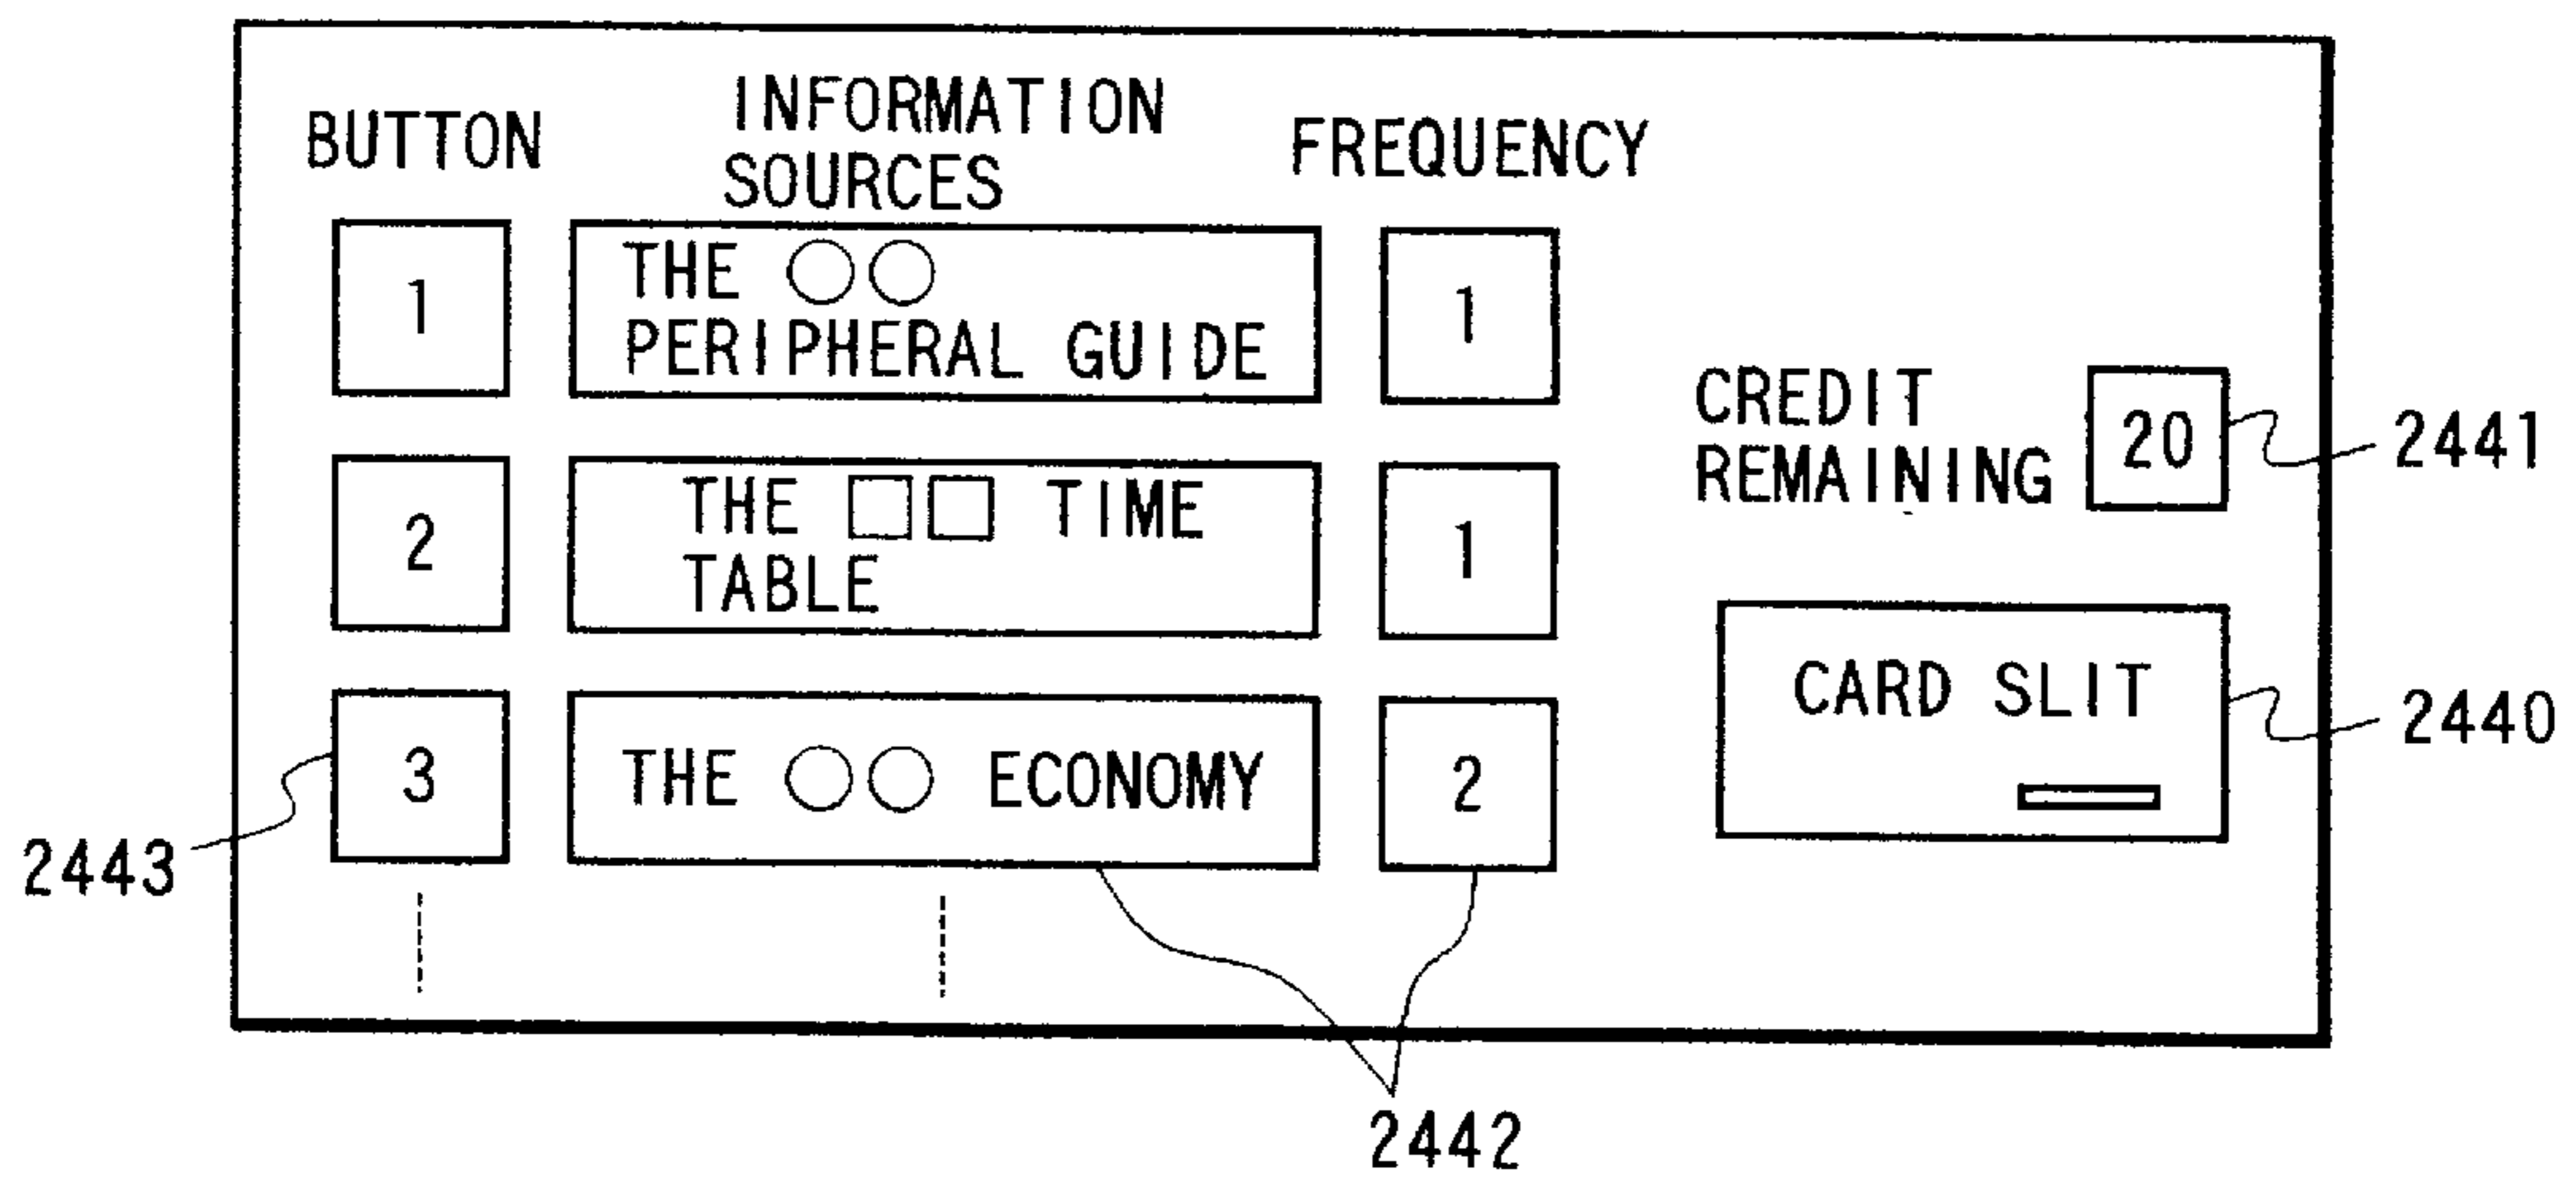 BUTTON
INFORMATION
SOURCES
FREQUENCY
1
THE ○○
PERIPHERAL GUIDE
1
2
THE □□ TIME
TABLE
1
3
THE ○○ ECONOMY
2
CREDIT
REMAINING
20
CARD SLIT
2441
2440
2443
2442